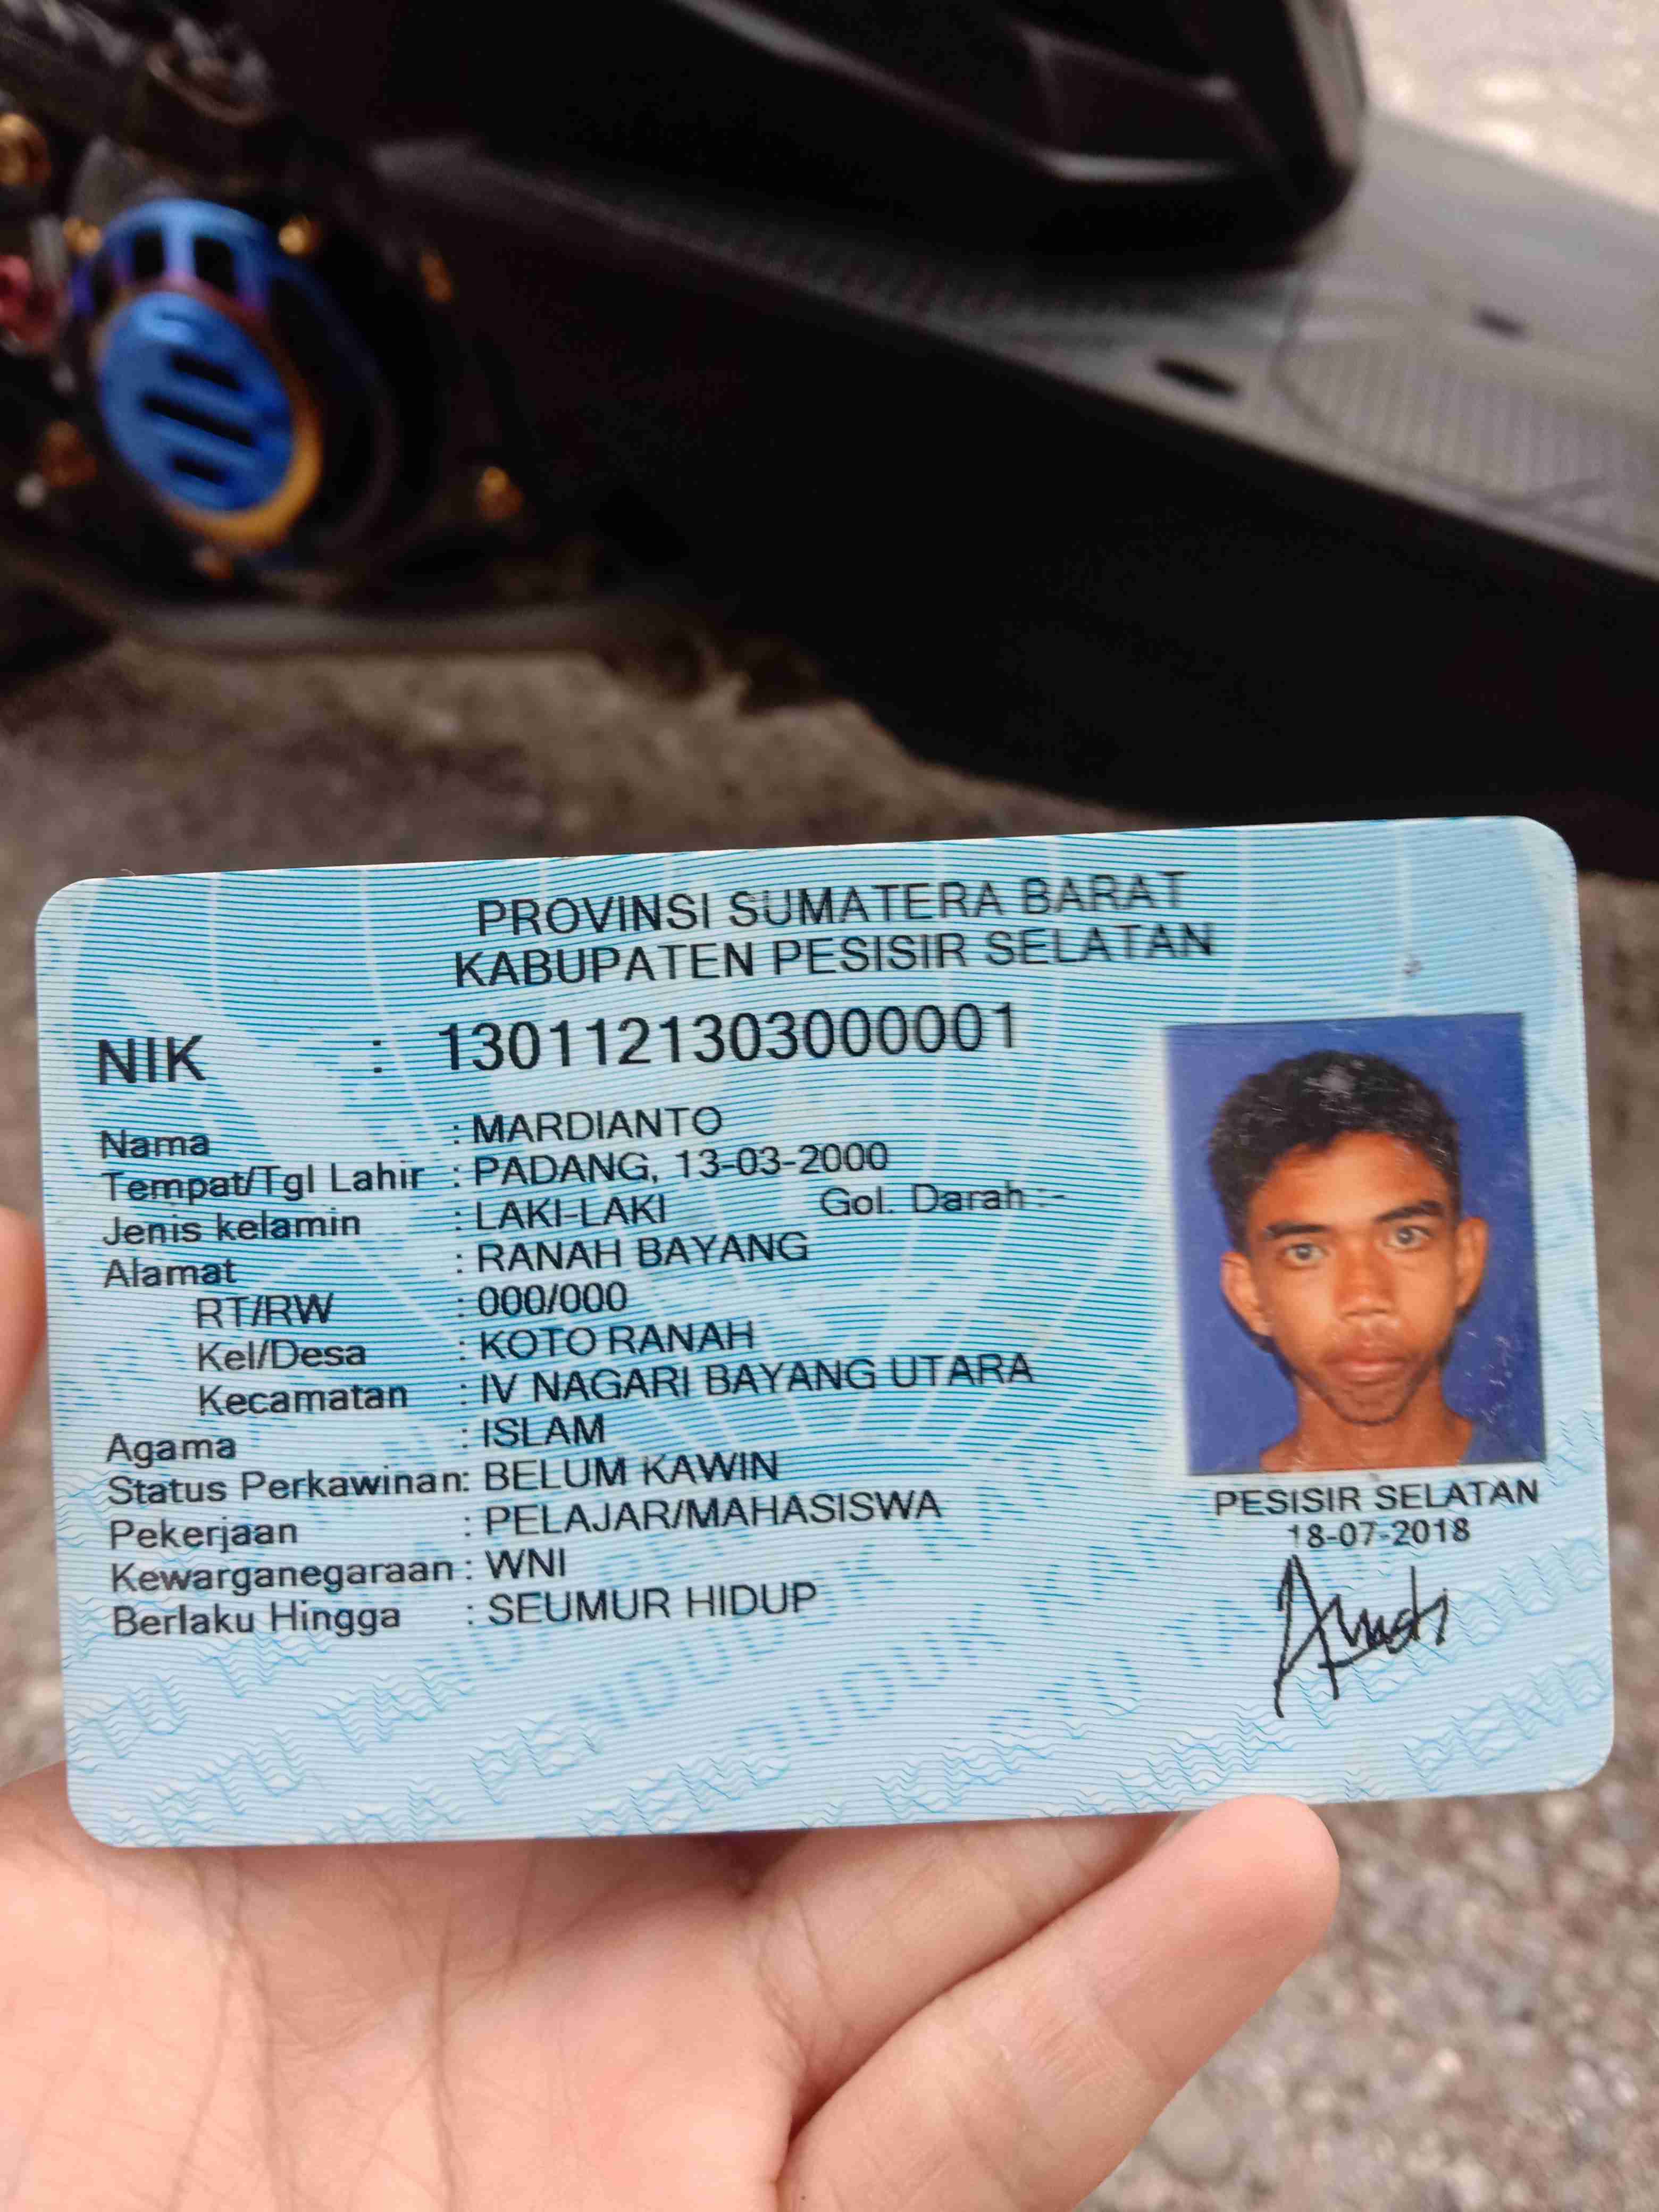 PROVINSI SUMATERA BARAT
KABUPATEN PESISIR SELATAN
NIK : 1301121303000001
Nama : MARDIANTO
Tempat/Tgl Lahir : PADANG, 13-03-2000
Jenis kelamin : LAKI-LAKI Gol. Darah : -
Alamat : RANAH BAYANG
RT/RW : 000/000
Kel/Desa : KOTO RANAH
Kecamatan : IV NAGARI BAYANG UTARA
Agama : ISLAM
Status Perkawinan: BELUM KAWIN
Pekerjaan : PELAJAR/MAHASISWA
Kewarganegaraan : WNI
Berlaku Hingga : SEUMUR HIDUP
PESISIR SELATAN
18-07-2018